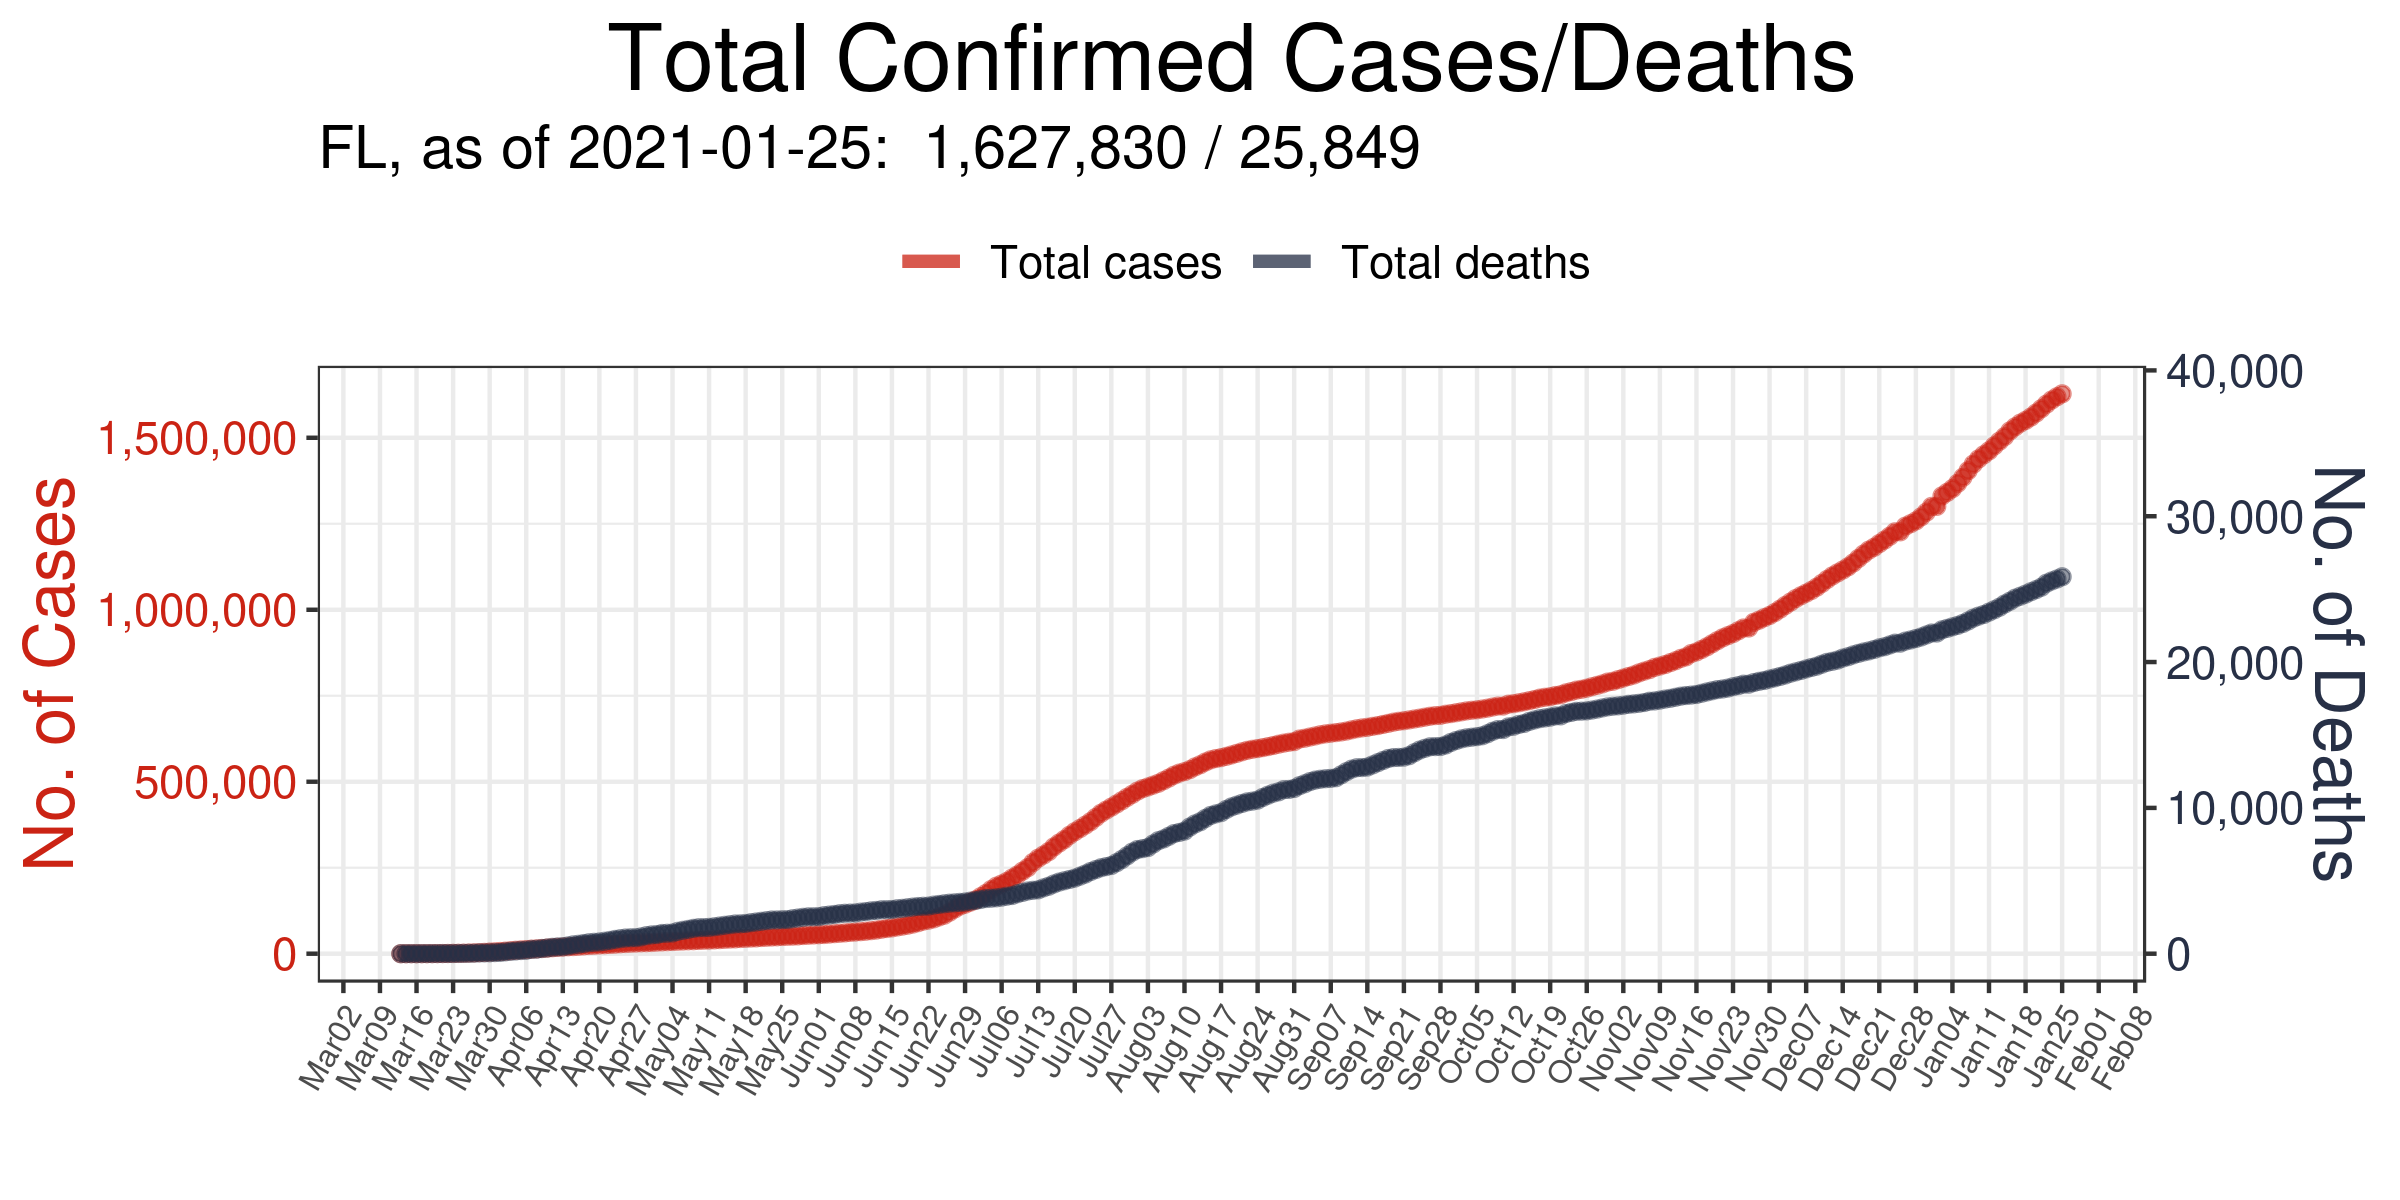 Total Confirmed Cases/Deaths
FL, as of 2021-01-25:  1,627,830 / 25,849
Total cases
Total deaths
No. of Cases
1,500,000
1,000,000
500,000
0
40,000
30,000
20,000
10,000
0
No. of Deaths
Mar02
Mar09
Mar16
Mar23
Mar30
Apr06
Apr13
Apr20
Apr27
May04
May11
May18
May25
Jun01
Jun08
Jun15
Jun22
Jun29
Jul06
Jul13
Jul20
Jul27
Aug03
Aug10
Aug17
Aug24
Aug31
Sep07
Sep14
Sep21
Sep28
Oct05
Oct12
Oct19
Oct26
Nov02
Nov09
Nov16
Nov23
Nov30
Dec07
Dec14
Dec21
Dec28
Jan04
Jan11
Jan18
Jan25
Feb01
Feb08